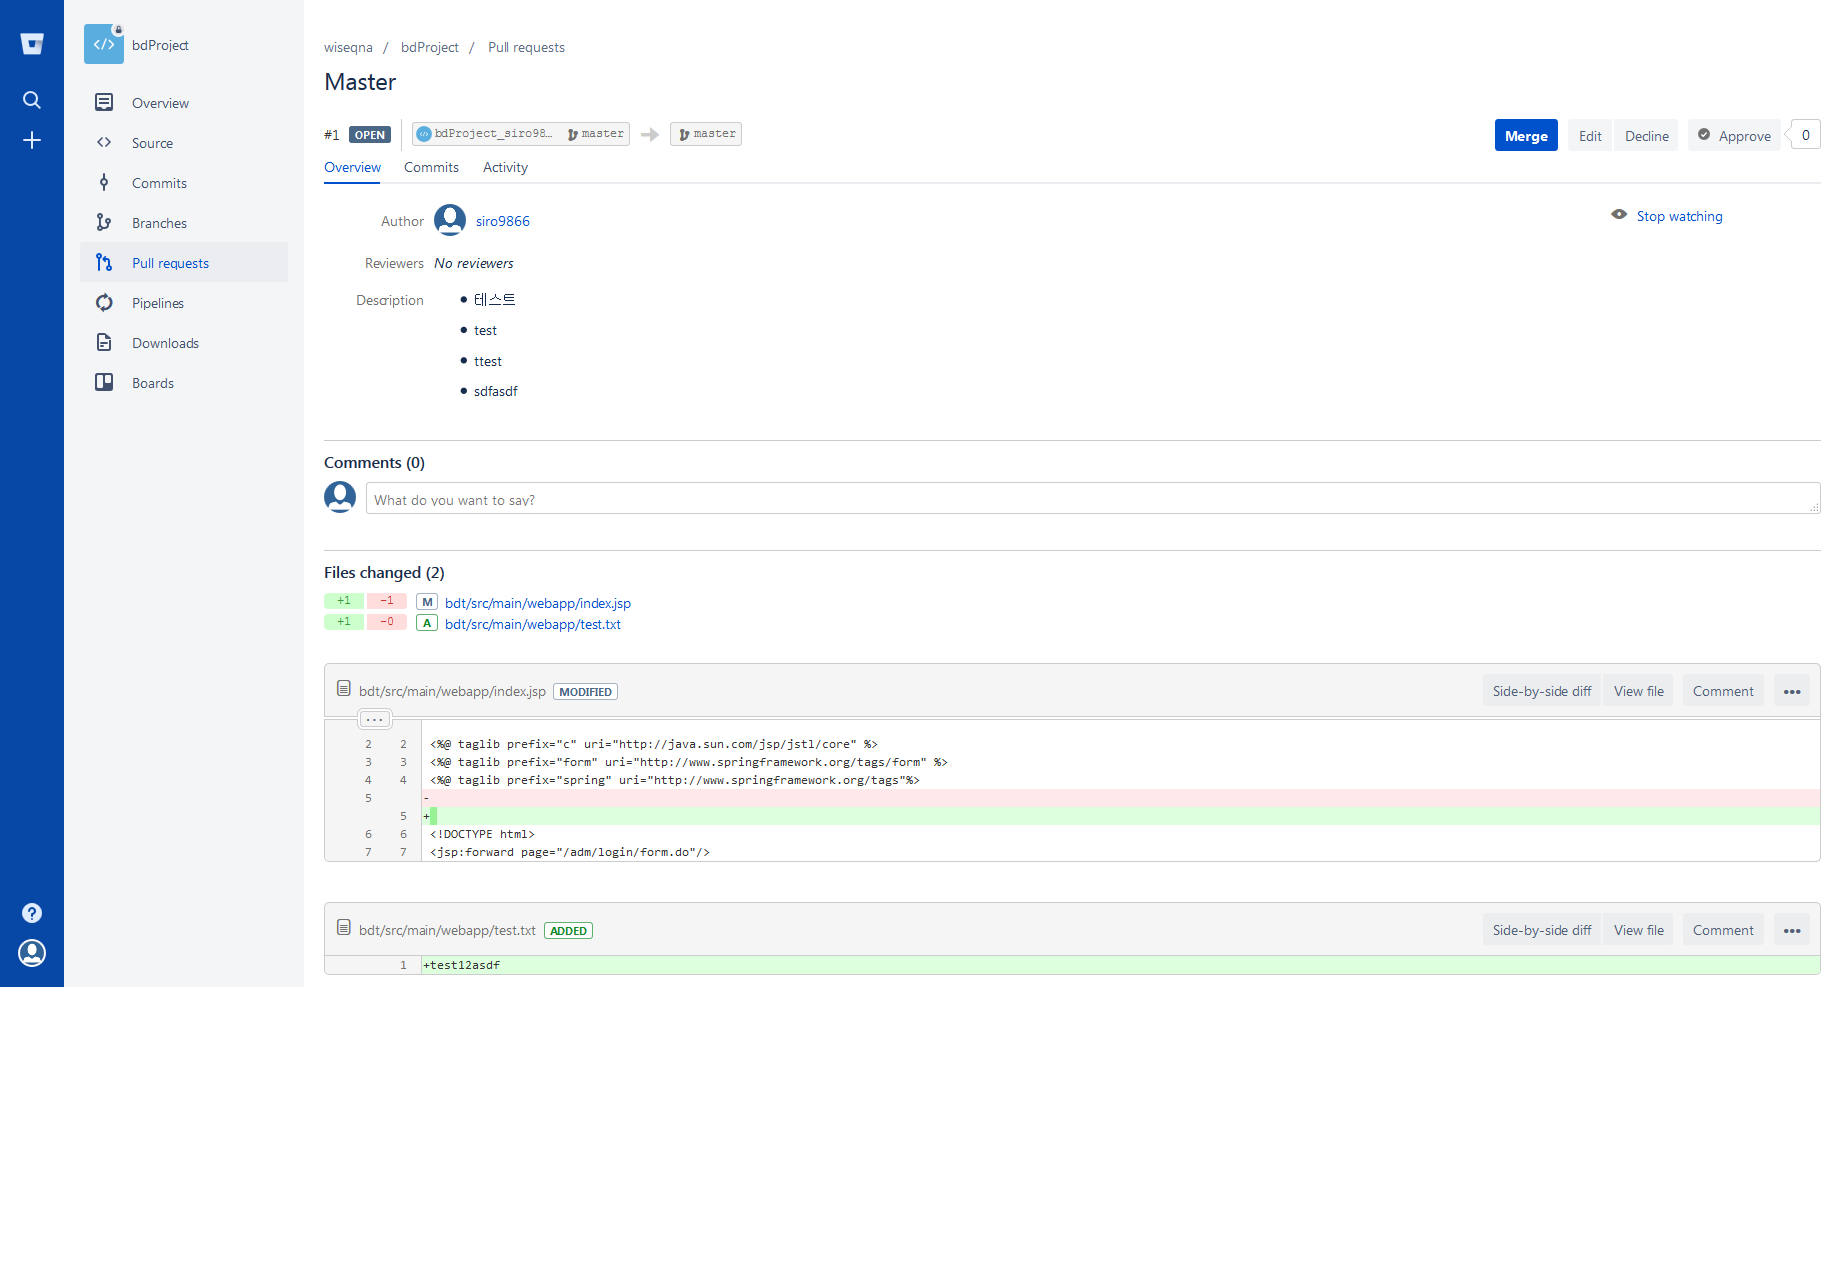 bdProject
Overview
Source
Commits
Branches
Pull requests
Pipelines
Downloads
Boards
wiseqna / bdProject / Pull requests
Master
#1 OPEN bdProject_siro98… master master
Merge Edit Decline Approve 0
Overview Commits Activity
Author siro9866
Stop watching
Reviewers No reviewers
Description
• 테스트
• test
• ttest
• sdfasdf
Comments (0)
What do you want to say?
Files changed (2)
+1 -1 M bdt/src/main/webapp/index.jsp
+1 -0 A bdt/src/main/webapp/test.txt
bdt/src/main/webapp/index.jsp MODIFIED Side-by-side diff View file Comment •••
...
2 2 <%@ taglib prefix="c" uri="http://java.sun.com/jsp/jstl/core" %>
3 3 <%@ taglib prefix="form" uri="http://www.springframework.org/tags/form" %>
4 4 <%@ taglib prefix="spring" uri="http://www.springframework.org/tags"%>
5 -
5 +
6 6 <!DOCTYPE html>
7 7 <jsp:forward page="/adm/login/form.do"/>
bdt/src/main/webapp/test.txt ADDED Side-by-side diff View file Comment •••
1 +test12asdf